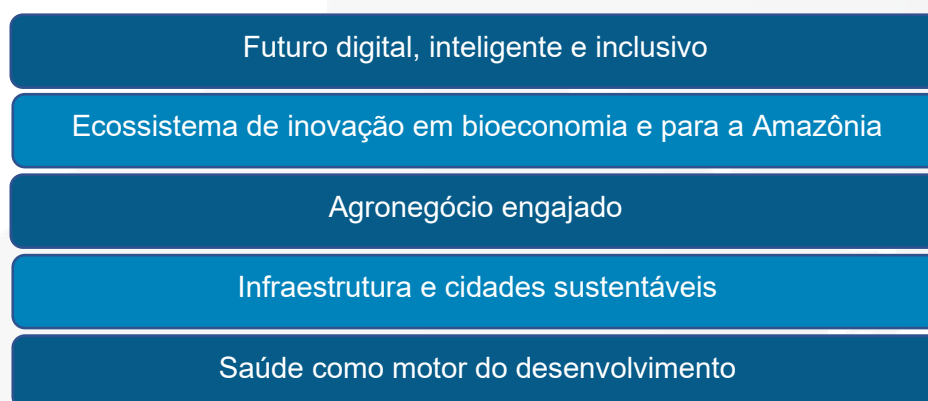 Futuro digital, inteligente e inclusivo
Ecossistema de inovação em bioeconomia e para a Amazônia
Agronegócio engajado
Infraestrutura e cidades sustentáveis
Saúde como motor do desenvolvimento